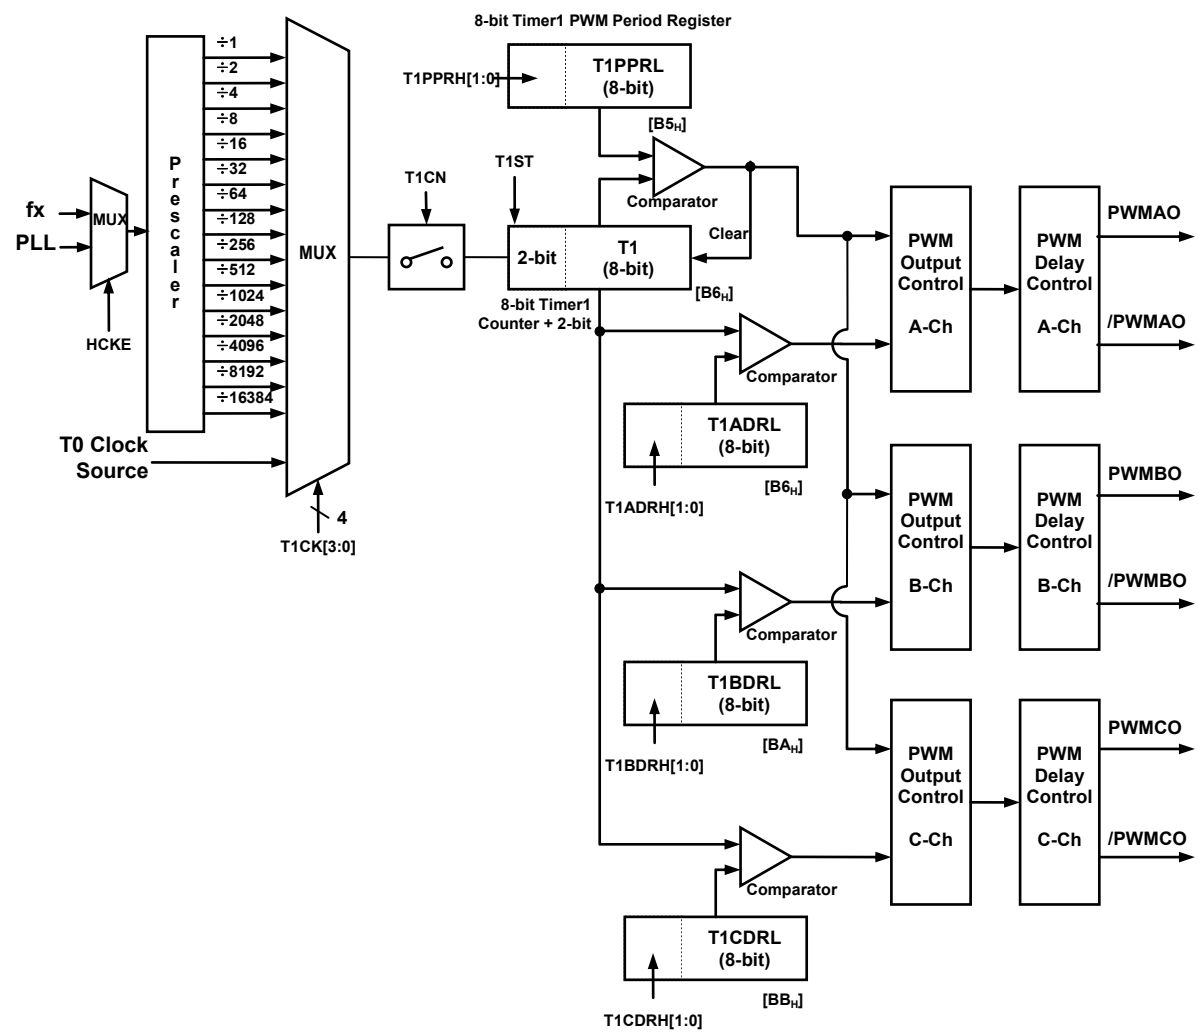 8-bit Timer1 PWM Period Register
T1PPRH[1:0]
T1PPRL
(8-bit)
[B5H]
÷1
÷2
÷4
÷8
÷16
÷32
÷64
÷128
÷256
÷512
÷1024
÷2048
÷4096
÷8192
÷16384
Prescaler
fx
PLL
MUX
HCKE
T0 Clock
Source
MUX
4
T1CK[3:0]
T1CN
T1ST
Comparator
Clear
2-bit
T1
(8-bit)
[B6H]
8-bit Timer1
Counter + 2-bit
Comparator
T1ADRL
(8-bit)
[B6H]
T1ADRH[1:0]
Comparator
T1BDRL
(8-bit)
[BAH]
T1BDRH[1:0]
Comparator
T1CDRL
(8-bit)
[BBH]
T1CDRH[1:0]
PWM
Output
Control
A-Ch
PWM
Delay
Control
A-Ch
PWMAO
/PWMAO
PWM
Output
Control
B-Ch
PWM
Delay
Control
B-Ch
PWMBO
/PWMBO
PWM
Output
Control
C-Ch
PWM
Delay
Control
C-Ch
PWMCO
/PWMCO